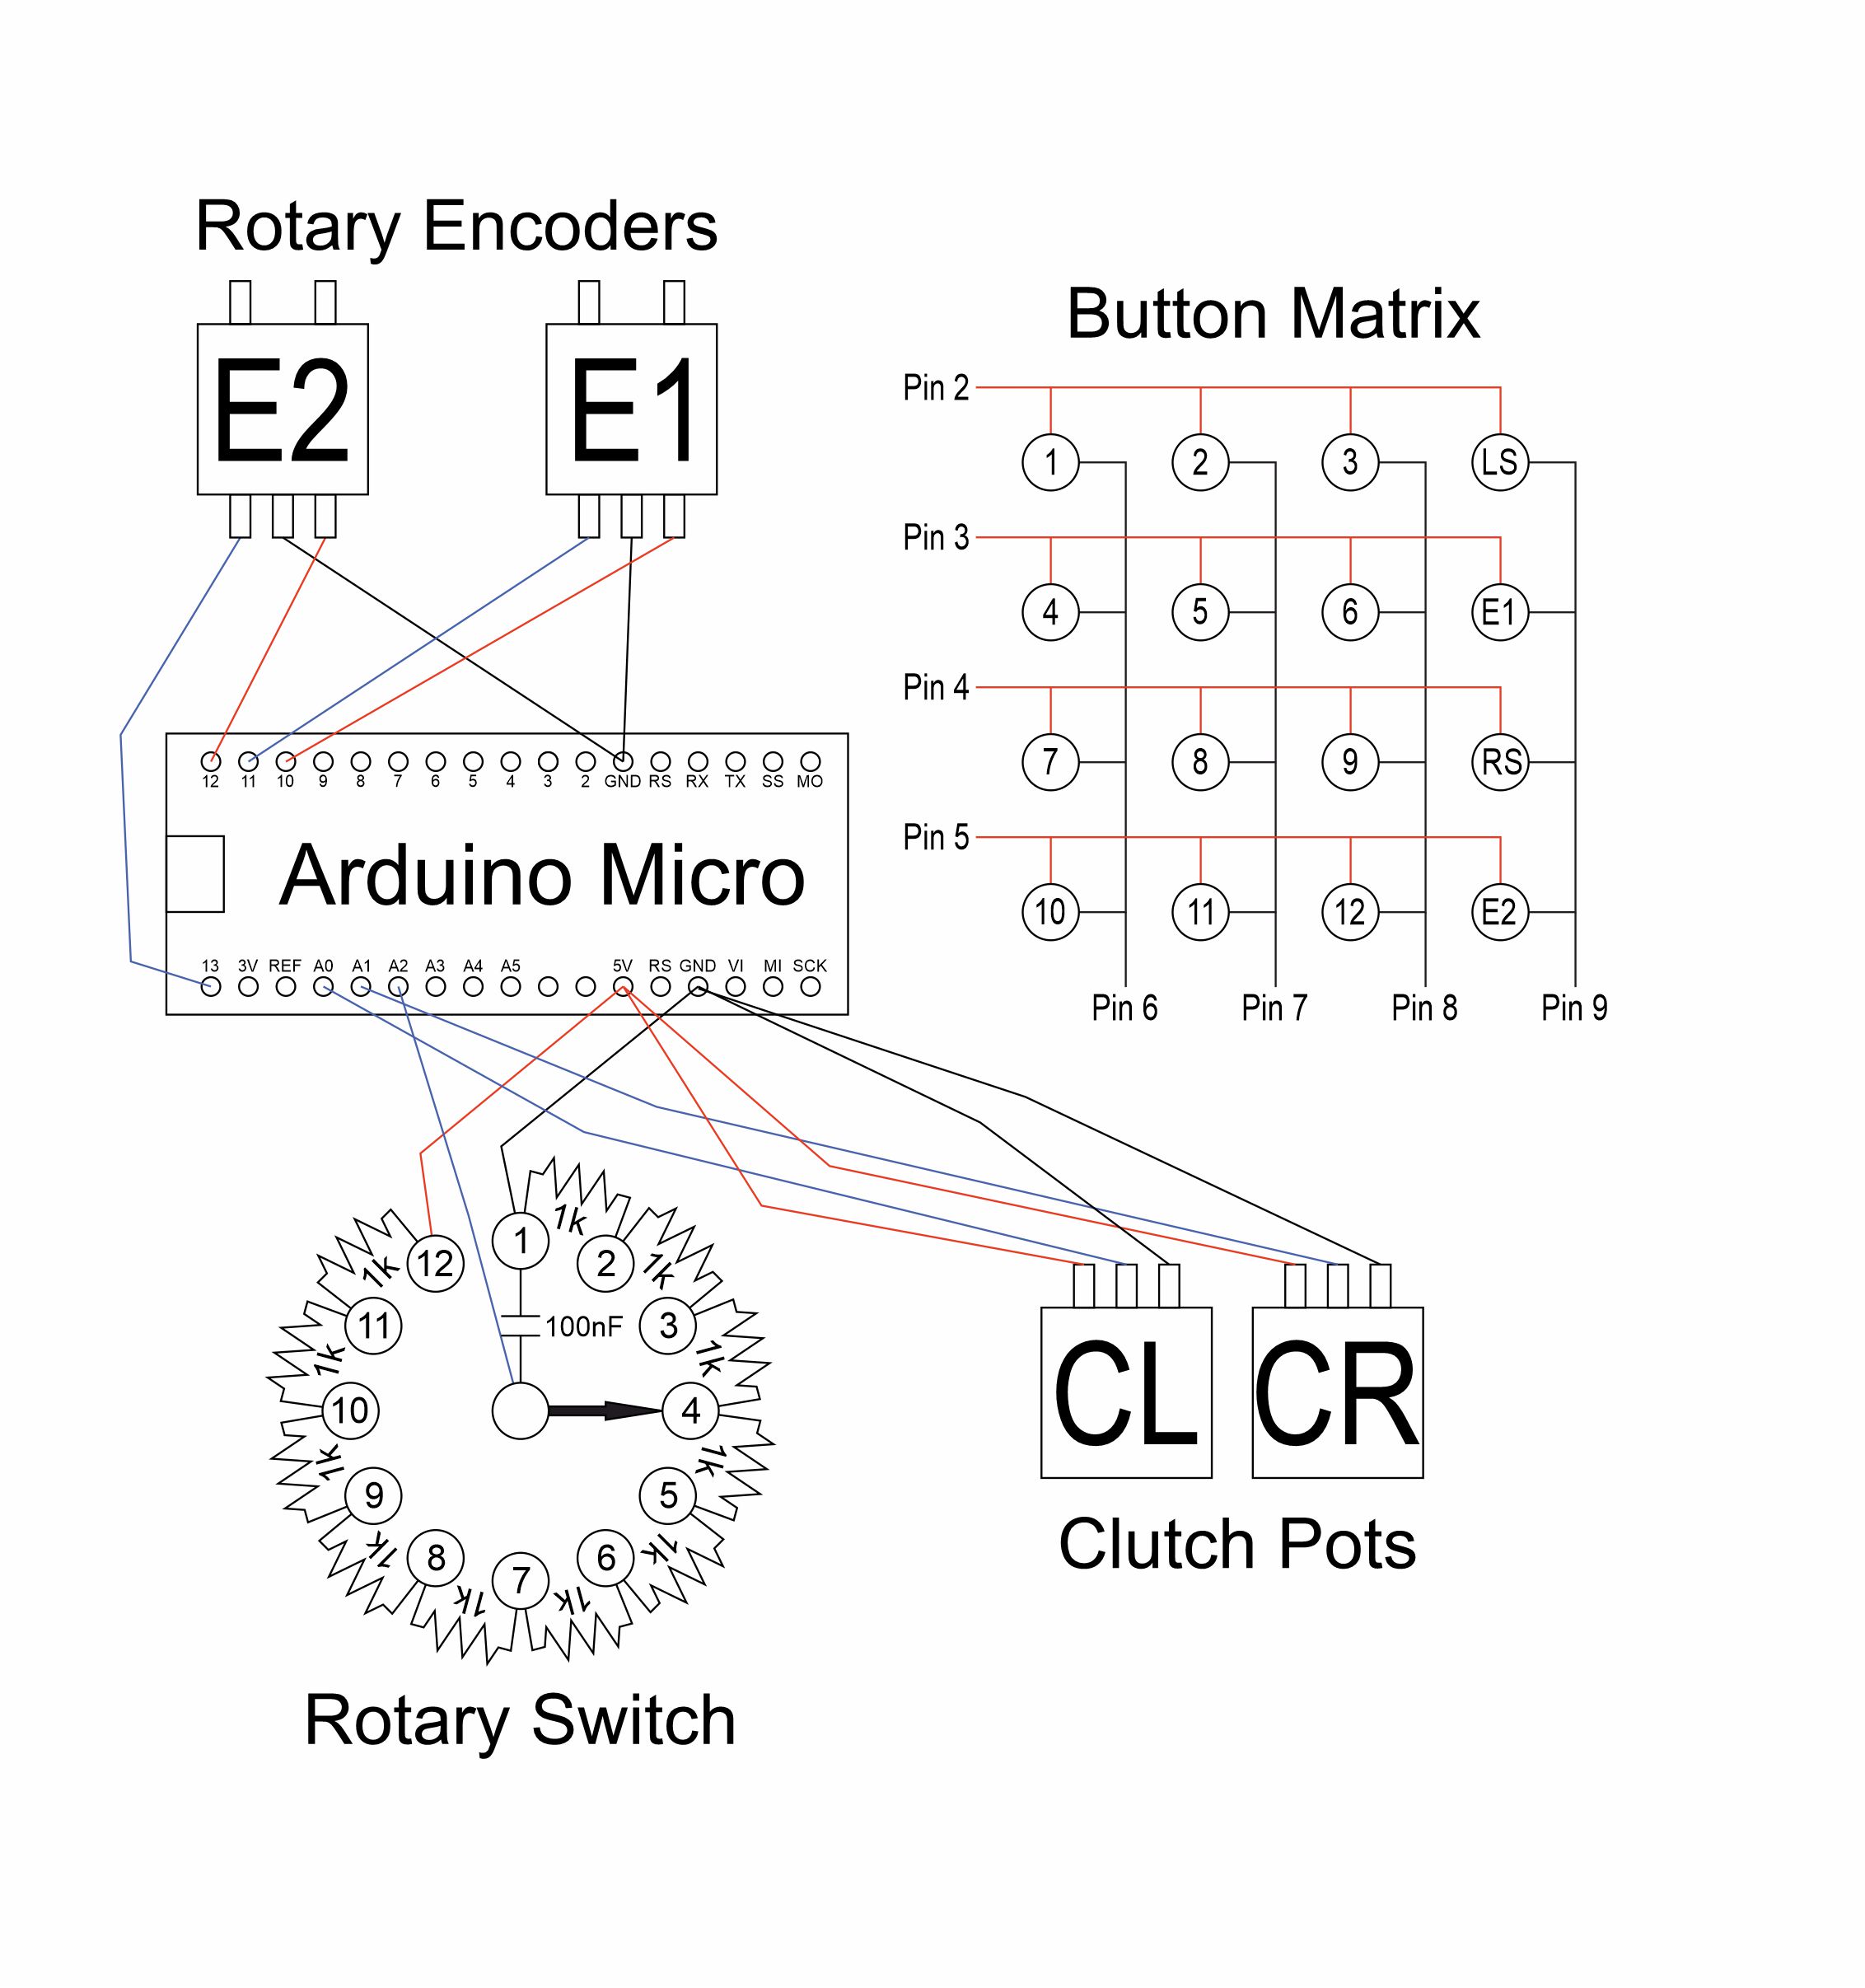 Rotary Encoders
E2
E1
Button Matrix
Pin 2
1
2
3
LS
Pin 3
4
5
6
E1
Pin 4
7
8
9
RS
Pin 5
10
11
12
E2
Pin 6
Pin 7
Pin 8
Pin 9
12 11 10 9 8 7 6 5 4 3 2 GND RS RX TX SS MO
Arduino Micro
13 3V REF A0 A1 A2 A3 A4 A5 5V RS GND VI MI SCK
1
2
3
4
5
6
7
8
9
10
11
12
1k
1k
1k
1k
1k
1k
1k
1k
1k
1k
1k
100nF
Rotary Switch
CL
CR
Clutch Pots